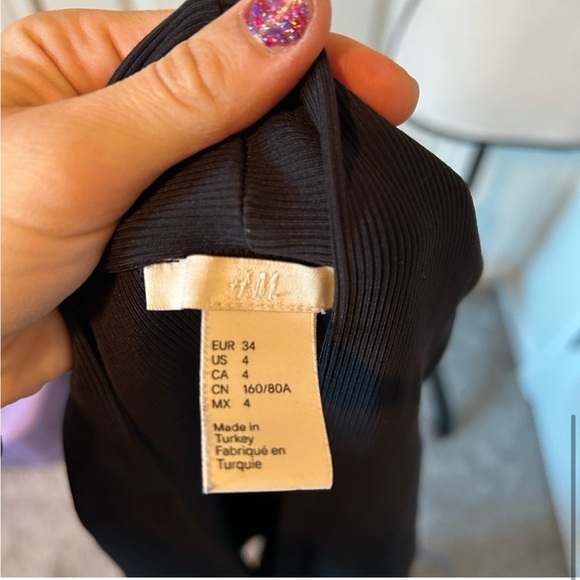 H&M
EUR 34
US 4
CA 4
CN 160/80A
MX 4
Made in
Turkey
Fabriqué en
Turquie